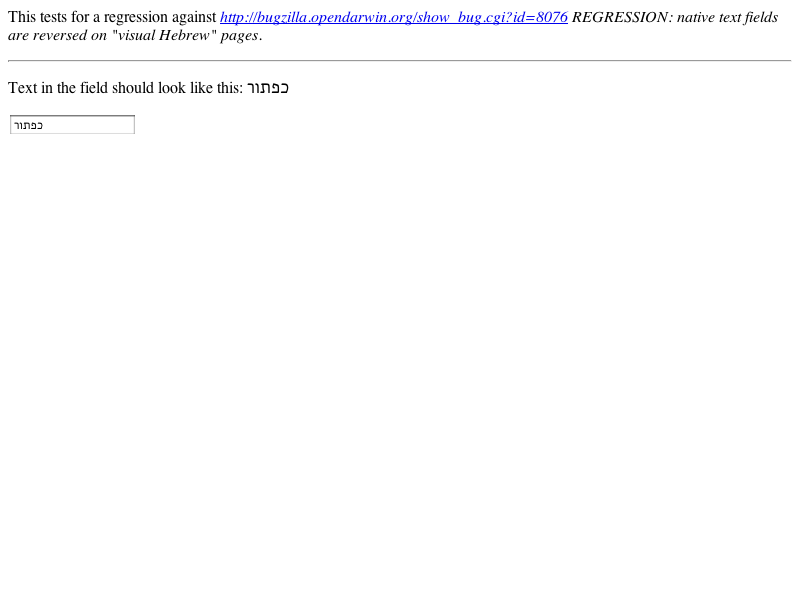 This tests for a regression against http://bugzilla.opendarwin.org/show_bug.cgi?id=8076 REGRESSION: native text fields
are reversed on "visual Hebrew" pages.
Text in the field should look like this: כפתור
כפתור